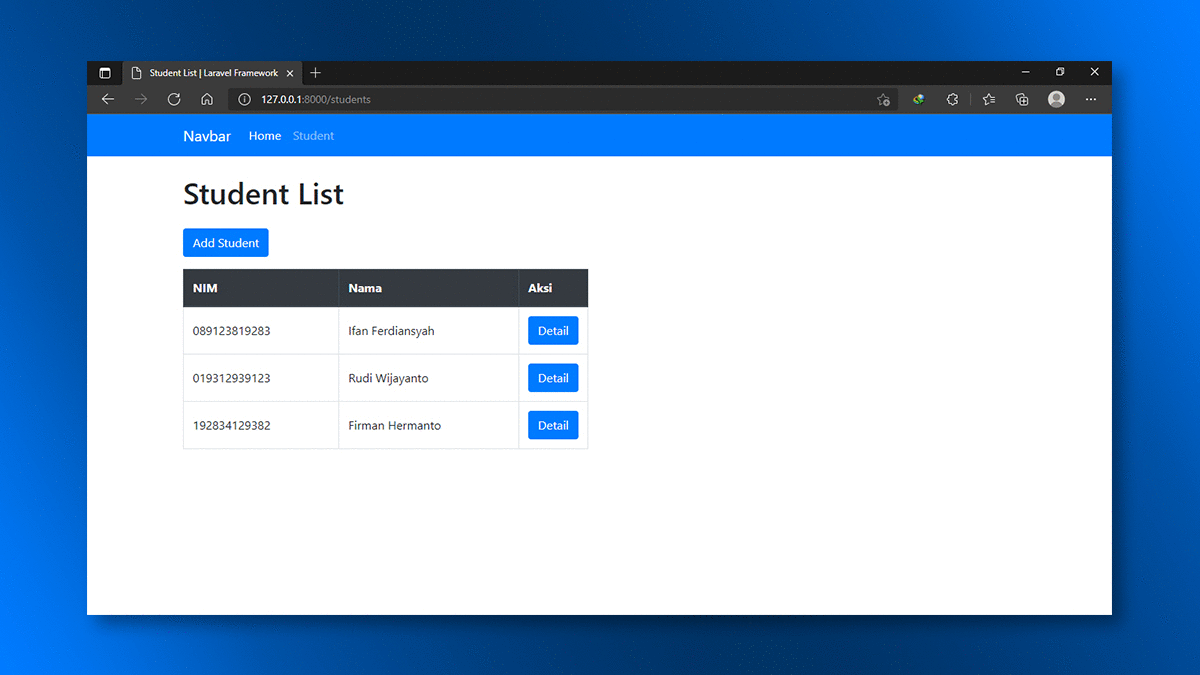 Student List | Laravel Framework
127.0.0.1:8000/students
Navbar Home Student
Student List
Add Student
NIM Nama Aksi
089123819283 Ifan Ferdiansyah Detail
019312939123 Rudi Wijayanto Detail
192834129382 Firman Hermanto Detail